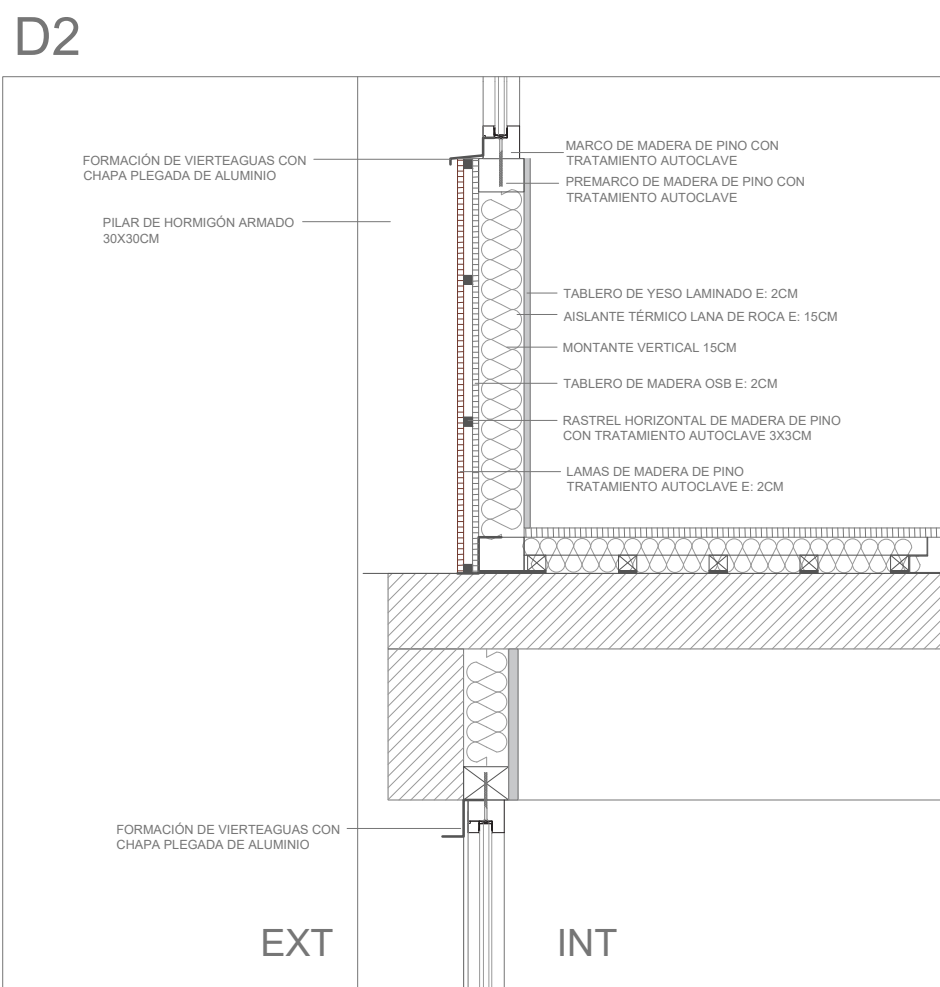 D2
FORMACIÓN DE VIERTEAGUAS CON
CHAPA PLEGADA DE ALUMINIO
PILAR DE HORMIGÓN ARMADO
30X30CM
MARCO DE MADERA DE PINO CON
TRATAMIENTO AUTOCLAVE
PREMARCO DE MADERA DE PINO CON
TRATAMIENTO AUTOCLAVE
TABLERO DE YESO LAMINADO E: 2CM
AISLANTE TÉRMICO LANA DE ROCA E: 15CM
MONTANTE VERTICAL 15CM
TABLERO DE MADERA OSB E: 2CM
RASTREL HORIZONTAL DE MADERA DE PINO
CON TRATAMIENTO AUTOCLAVE 3X3CM
LAMAS DE MADERA DE PINO
TRATAMIENTO AUTOCLAVE E: 2CM
FORMACIÓN DE VIERTEAGUAS CON
CHAPA PLEGADA DE ALUMINIO
EXT
INT